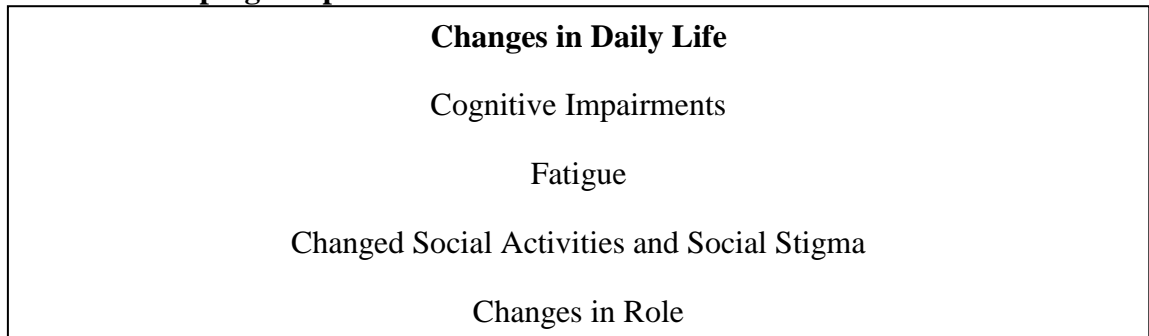 Changes in Daily Life
Cognitive Impairments
Fatigue
Changed Social Activities and Social Stigma
Changes in Role